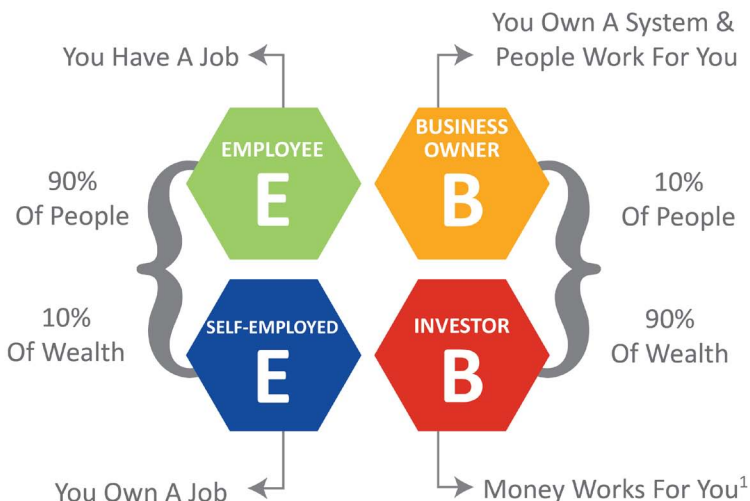 You Have A Job
You Own A System &
People Work For You
EMPLOYEE
E
BUSINESS
OWNER
B
90%
Of People
10%
Of People
10%
Of Wealth
90%
Of Wealth
SELF-EMPLOYED
E
INVESTOR
B
You Own A Job
Money Works For You¹